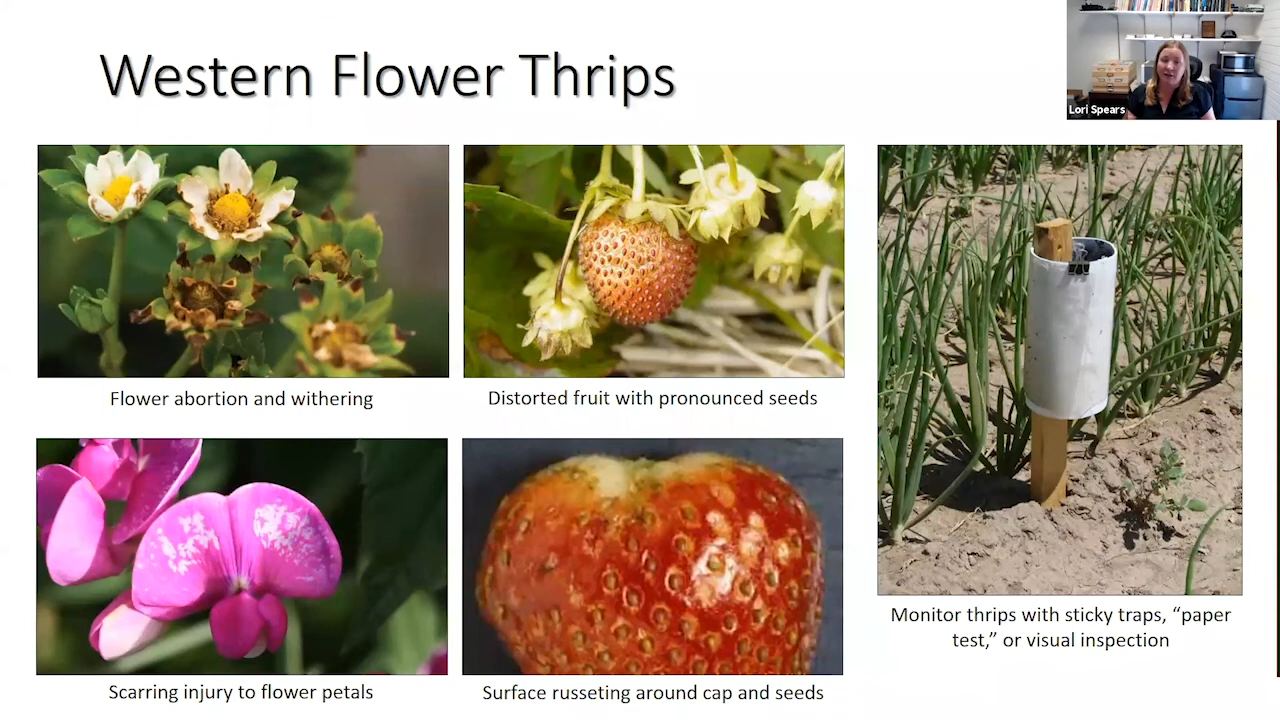 Western Flower Thrips
Lori Spears
Flower abortion and withering
Distorted fruit with pronounced seeds
Scarring injury to flower petals
Surface russeting around cap and seeds
Monitor thrips with sticky traps, “paper
test,” or visual inspection